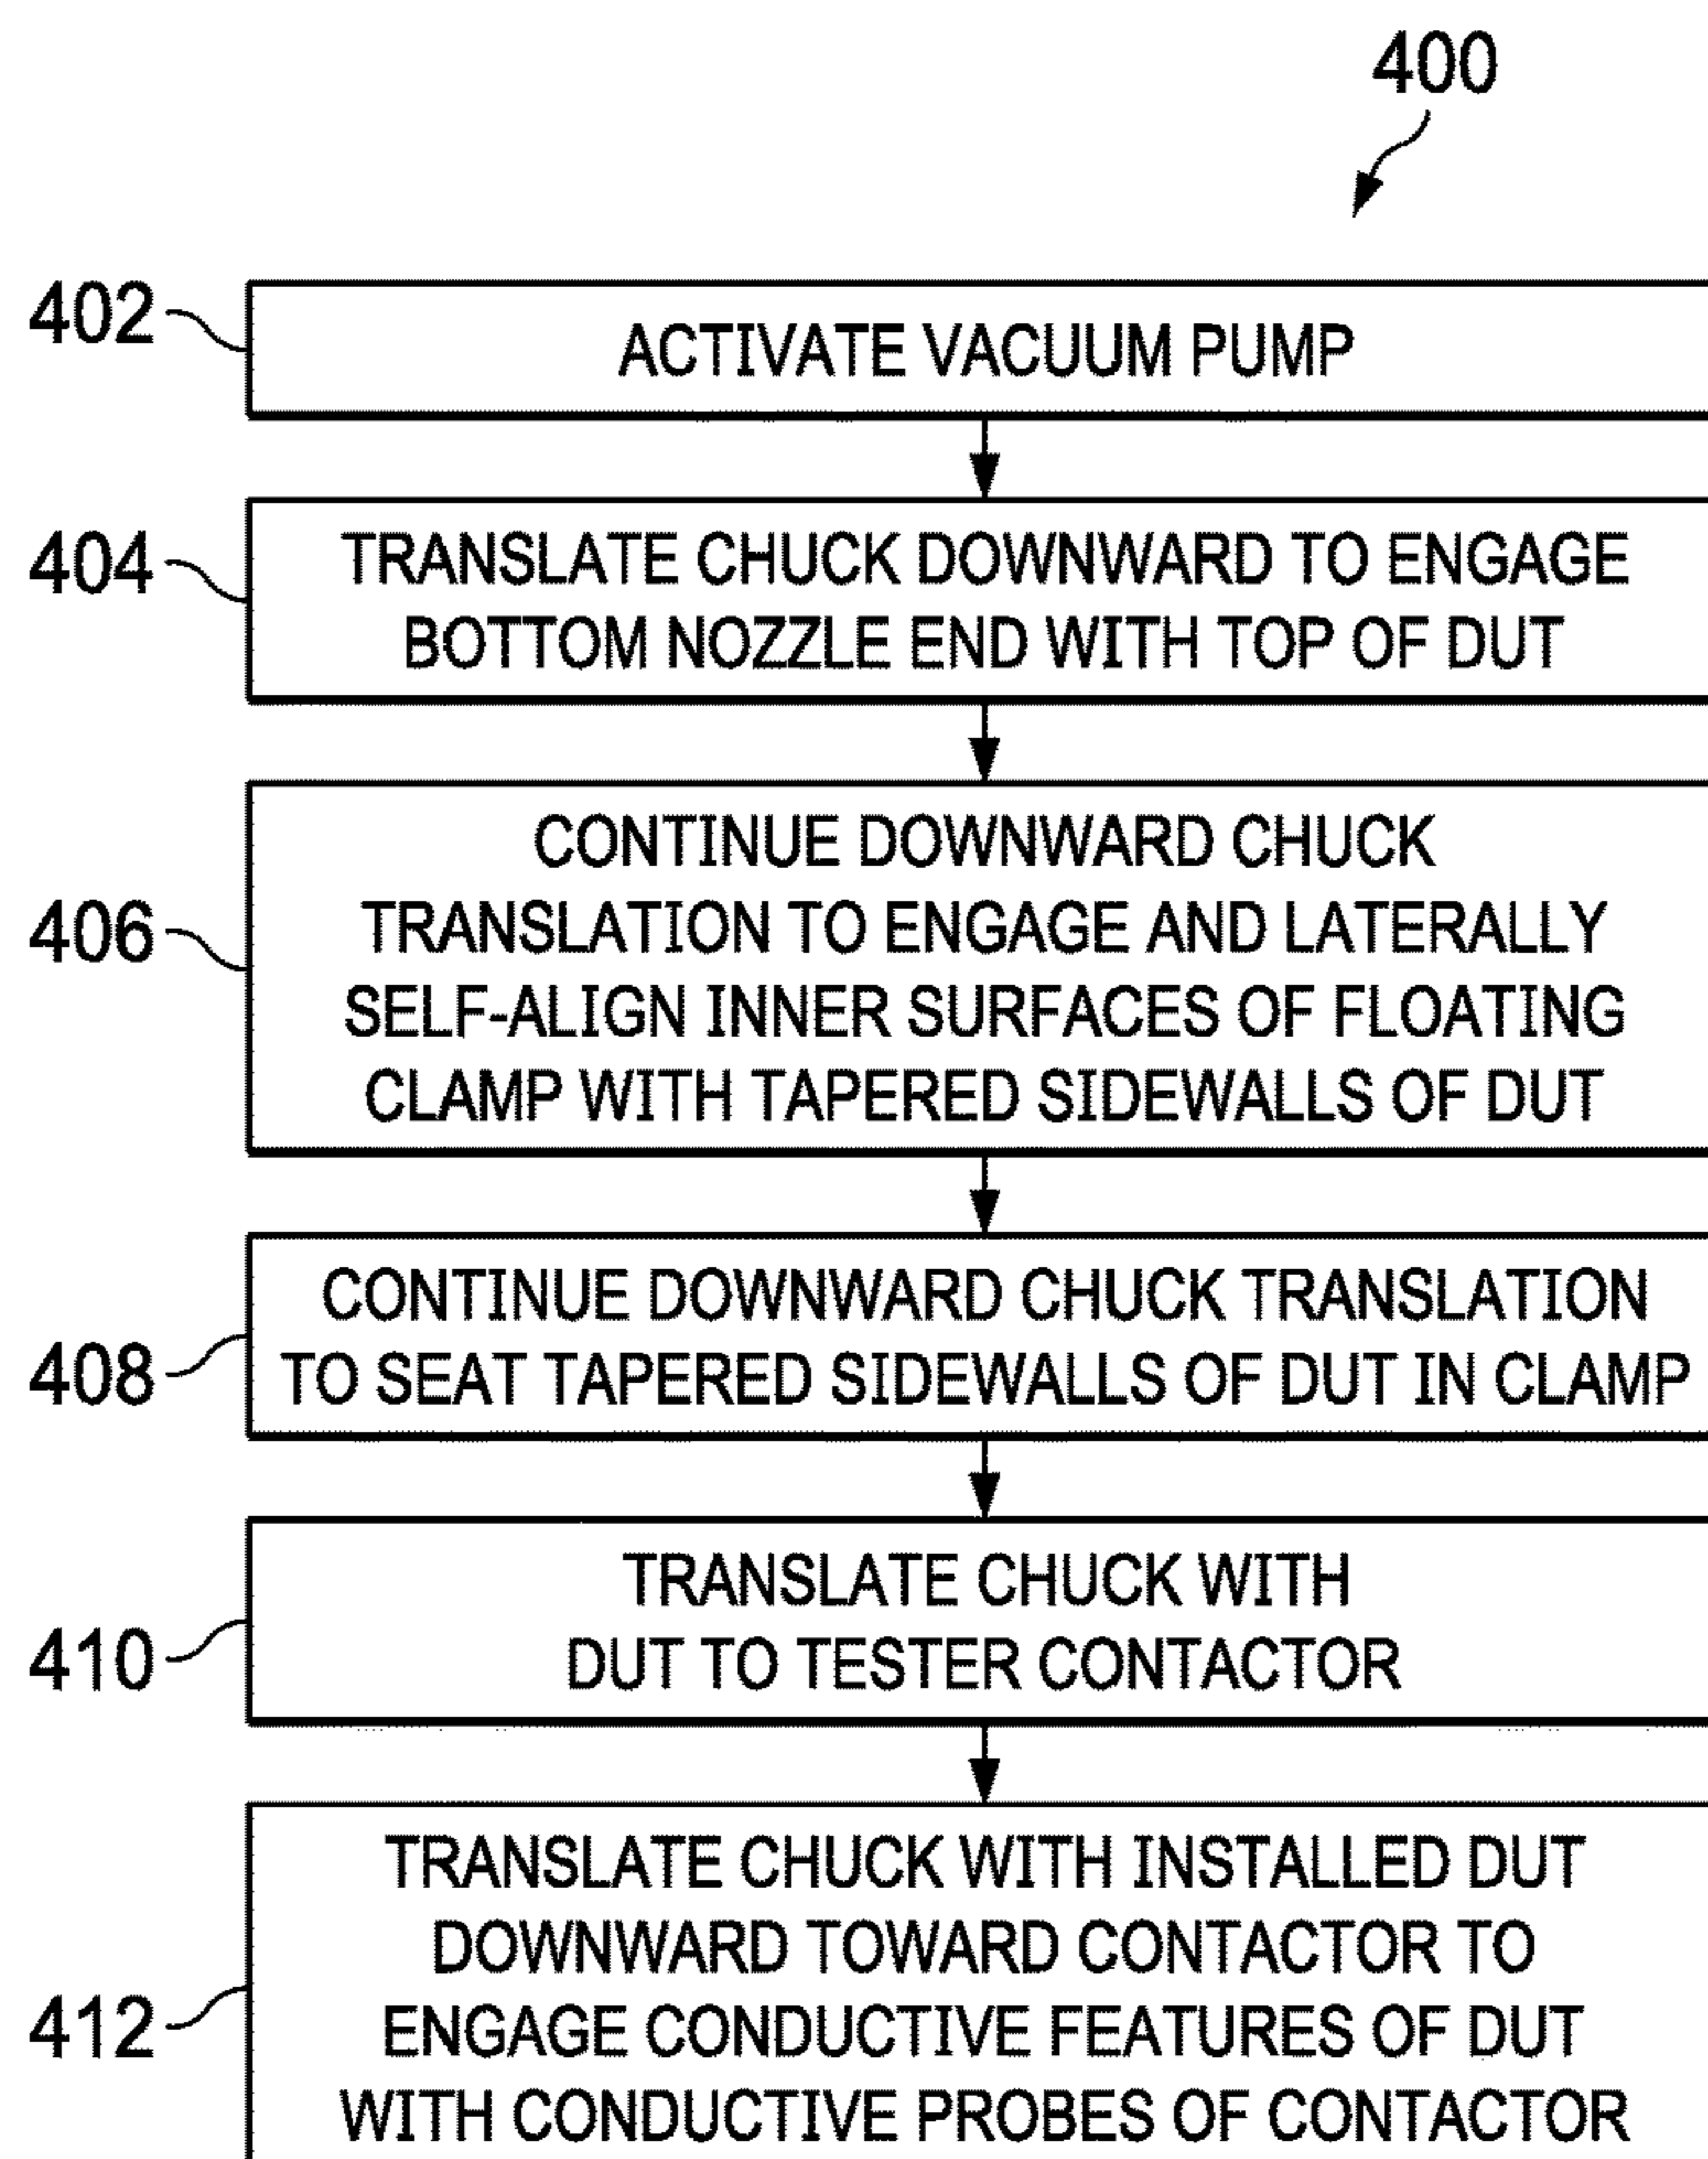 400
402
ACTIVATE VACUUM PUMP
404
TRANSLATE CHUCK DOWNWARD TO ENGAGE
BOTTOM NOZZLE END WITH TOP OF DUT
406
CONTINUE DOWNWARD CHUCK
TRANSLATION TO ENGAGE AND LATERALLY
SELF-ALIGN INNER SURFACES OF FLOATING
CLAMP WITH TAPERED SIDEWALLS OF DUT
408
CONTINUE DOWNWARD CHUCK TRANSLATION
TO SEAT TAPERED SIDEWALLS OF DUT IN CLAMP
410
TRANSLATE CHUCK WITH
DUT TO TESTER CONTACTOR
412
TRANSLATE CHUCK WITH INSTALLED DUT
DOWNWARD TOWARD CONTACTOR TO
ENGAGE CONDUCTIVE FEATURES OF DUT
WITH CONDUCTIVE PROBES OF CONTACTOR